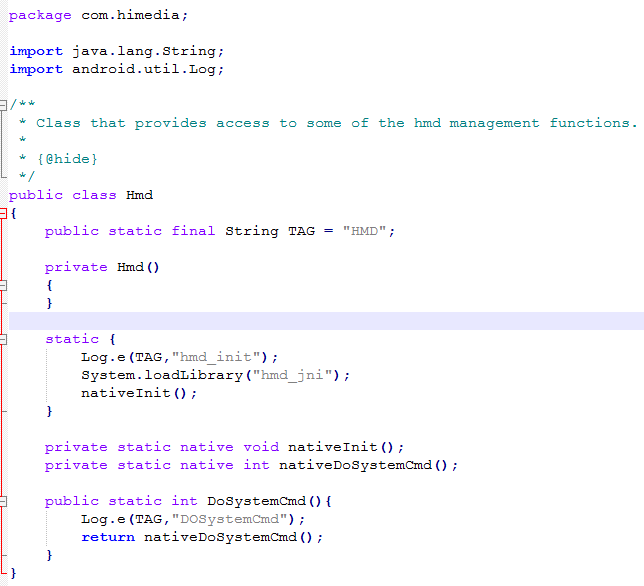 package com.himedia;
import java.lang.String;
import android.util.Log;
/**
* Class that provides access to some of the hmd management functions.
*
* {@hide}
*/
public class Hmd
{
public static final String TAG = "HMD";
private Hmd()
{
}
static {
Log.e(TAG,"hmd_init");
System.loadLibrary("hmd_jni");
nativeInit();
}
private static native void nativeInit();
private static native int nativeDoSystemCmd();
public static int DoSystemCmd(){
Log.e(TAG,"DOSystemCmd");
return nativeDoSystemCmd();
}
}